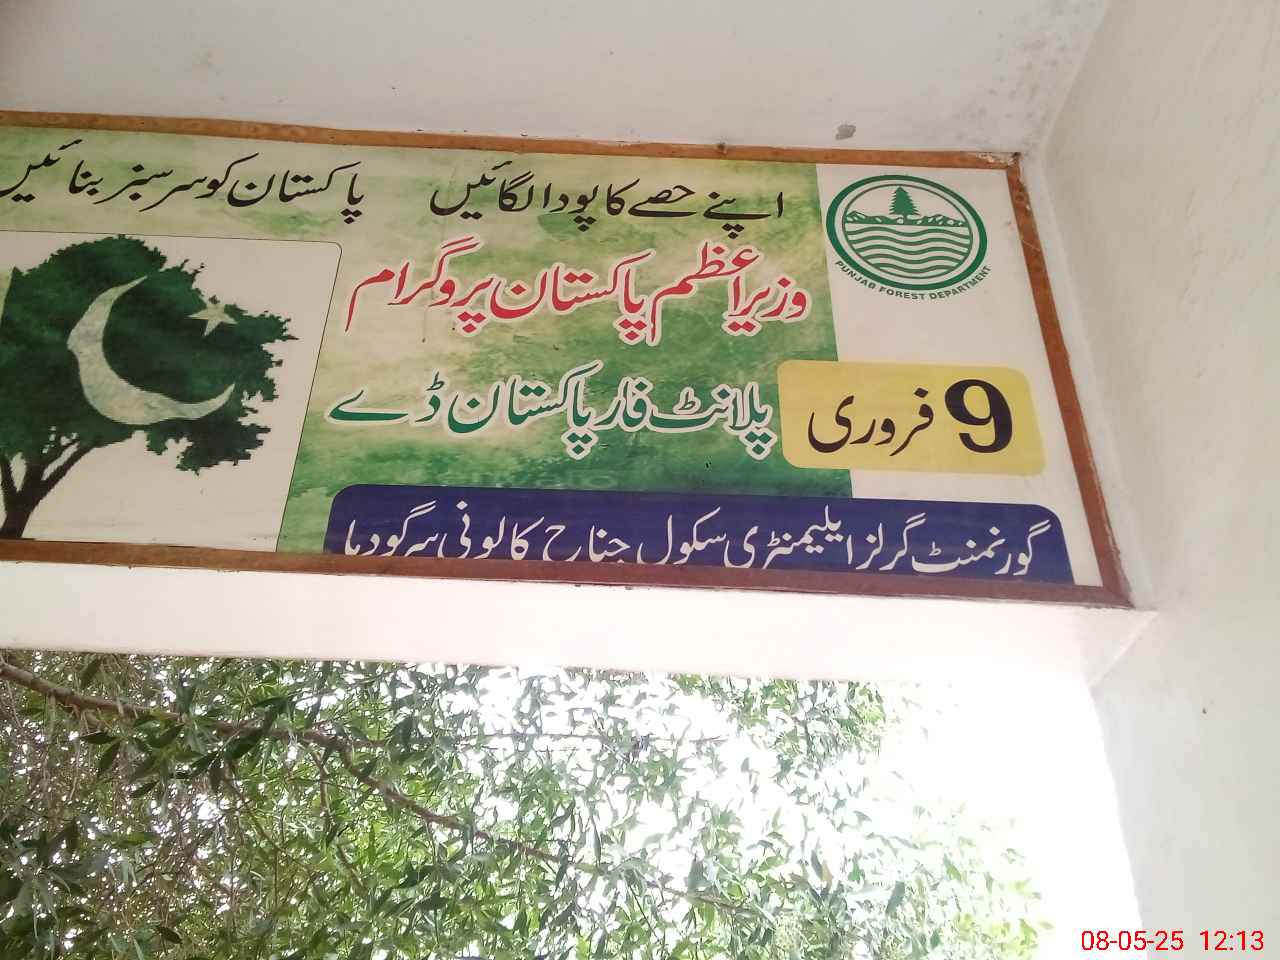 اپنے حصے کا پودا لگائیں پاکستان کو سرسبز بنائیں
وزیراعظم پاکستان پروگرام
پلانٹ فار پاکستان ڈے
9 فروری
گورنمنٹ گرلز ایلیمنٹری سکول جناح کالونی سرگودہا
PUNJAB FOREST DEPARTMENT
08-05-25 12:13